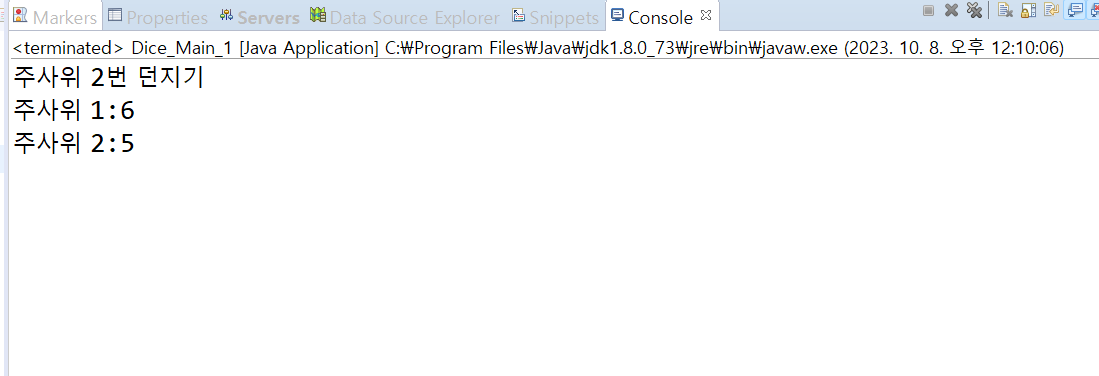 Markers Properties Servers Data Source Explorer Snippets Console
<terminated> Dice_Main_1 [Java Application] C:₩Program Files₩Java₩jdk1.8.0_73₩jre₩bin₩javaw.exe (2023. 10. 8. 오후 12:10:06)
주사위 2번 던지기
주사위 1:6
주사위 2:5